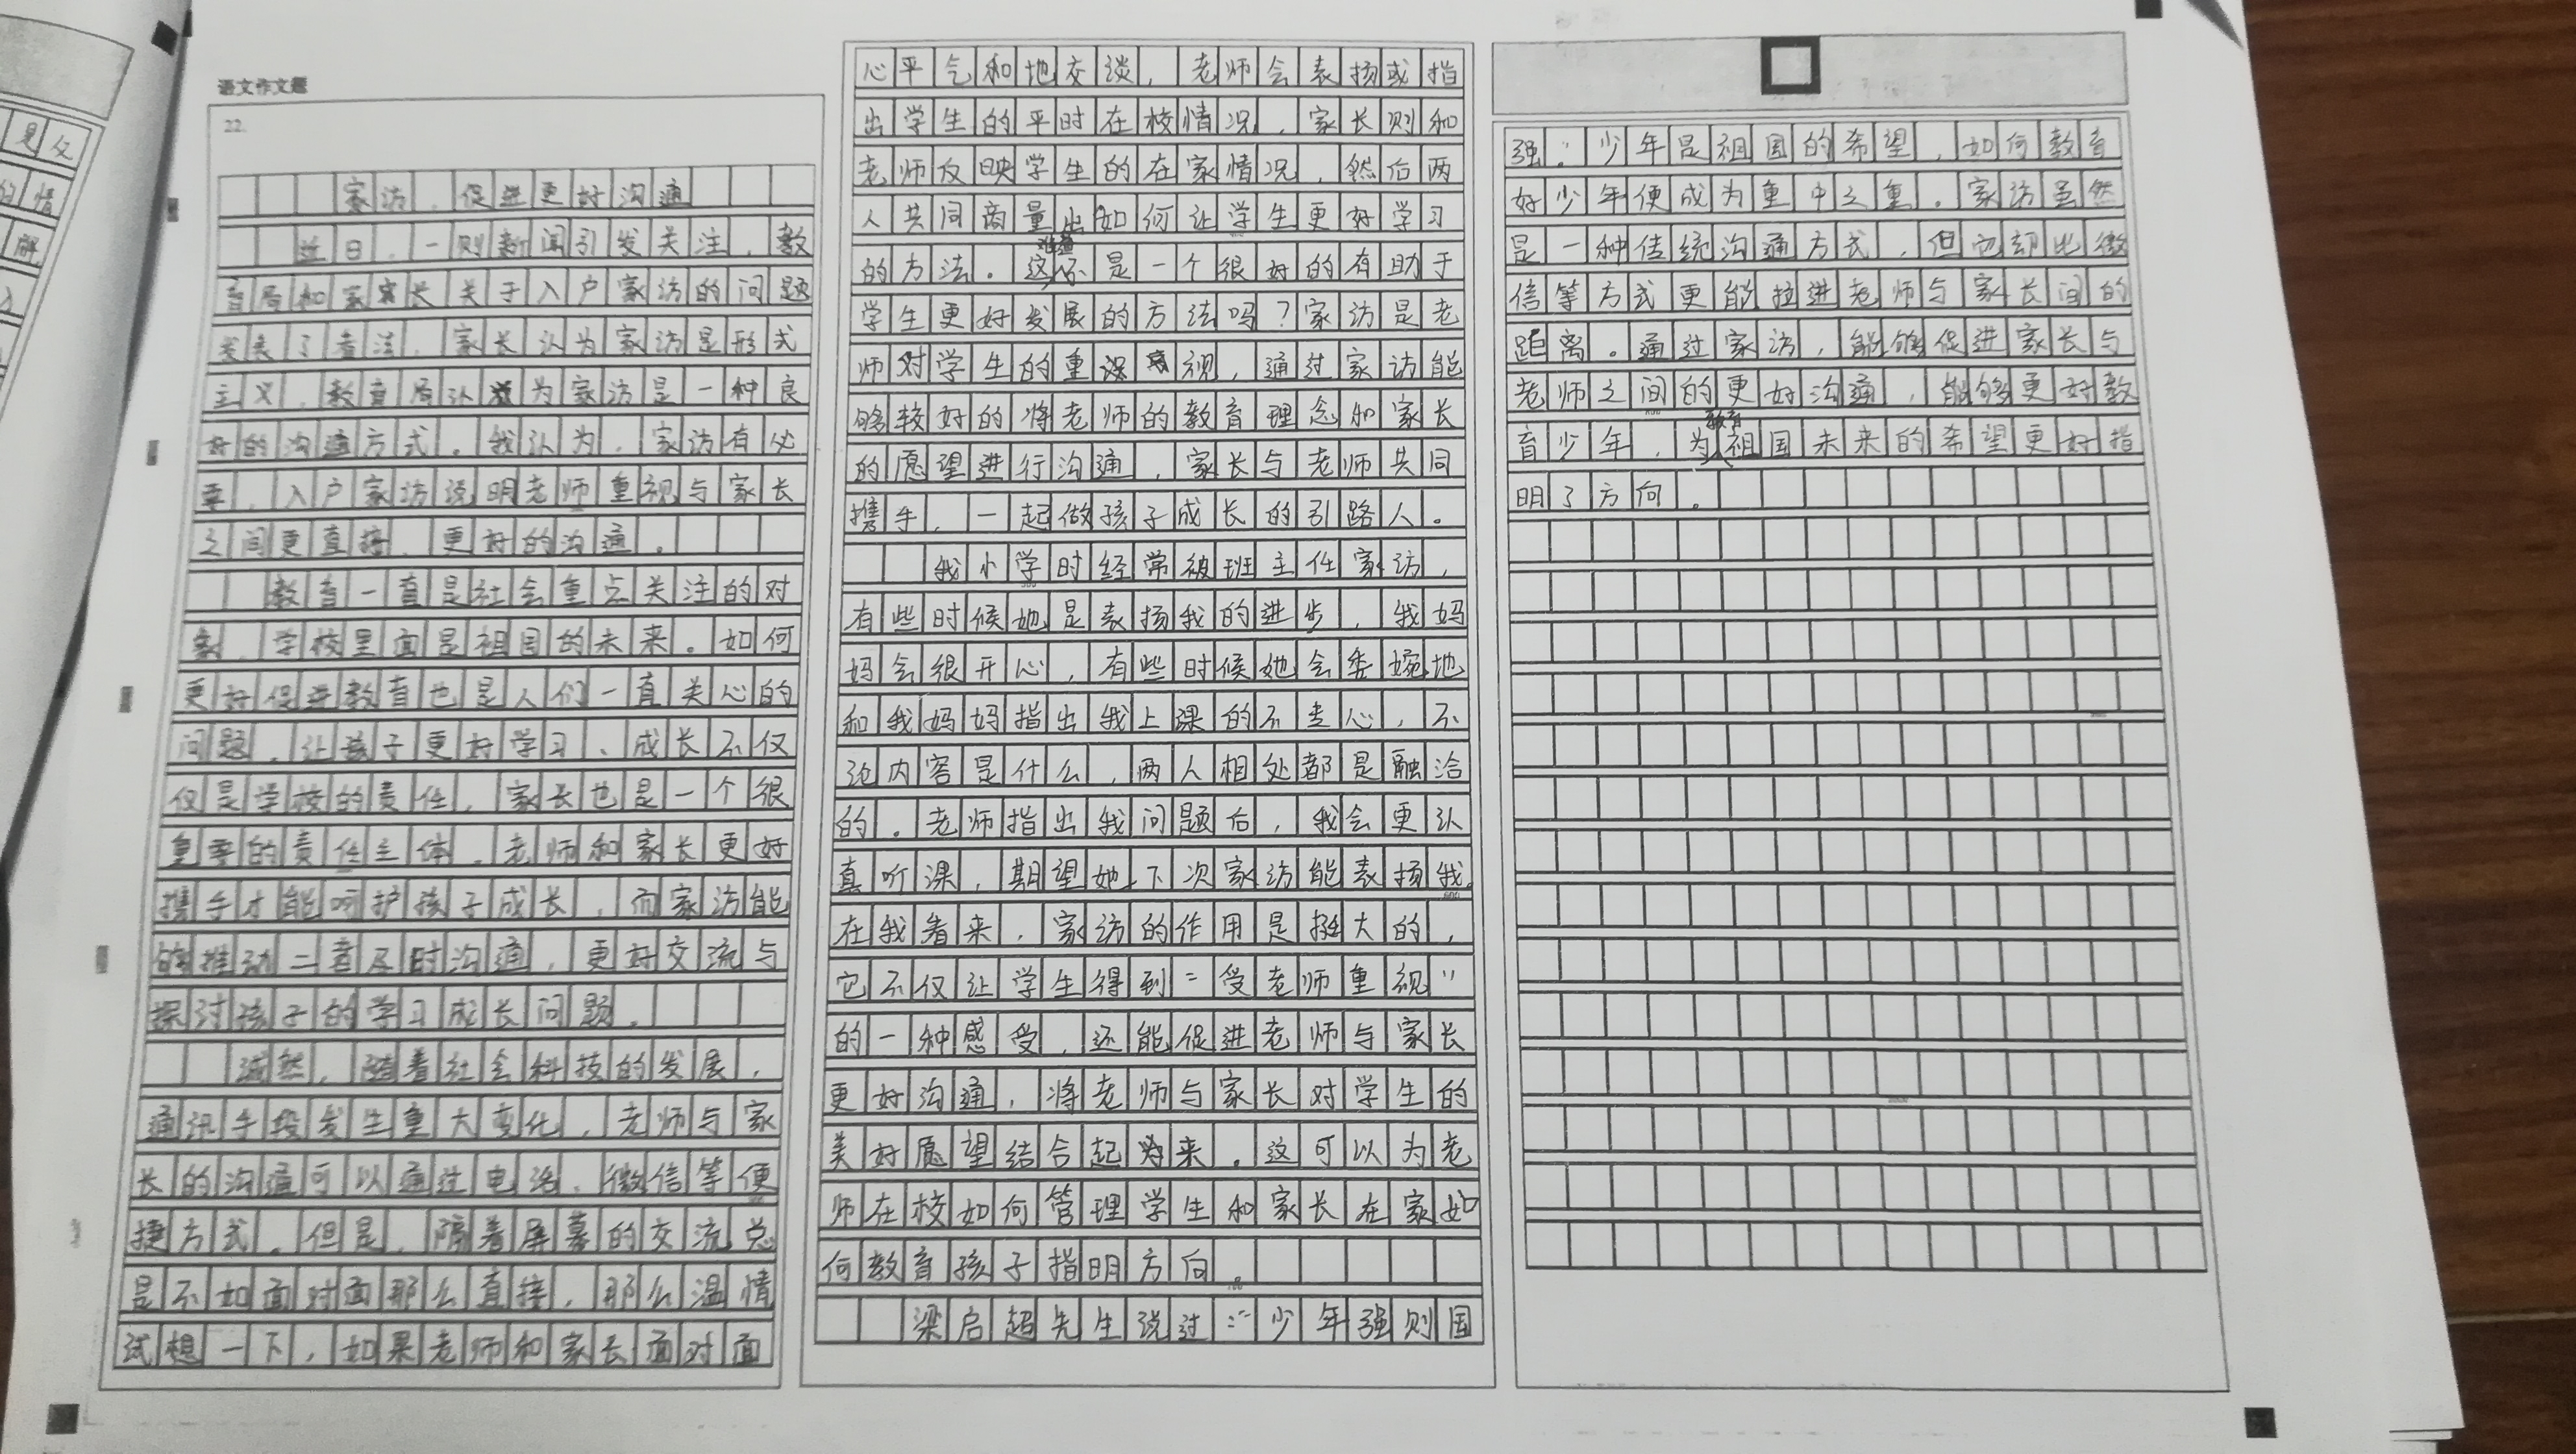 语文作文题
22.
家访，促进更好沟通
近日，一则新闻引发关注，教
育局和家长关于入户家访的问题
发表了看法，家长认为家访是形式
主义，教育局认为家访是一种良
好的沟通方式。我认为，家访有必
要，入户家访说明老师重视与家长
之间更直接、更好的沟通。
教育一直是社会重点关注的对
象，学校里面是祖国的未来。如何
更好促进教育也是人们一直关心的
问题，让孩子更好学习、成长不仅
仅是学校的责任，家长也是一个很
重要的责任主体，老师和家长更好
携手才能呵护孩子成长，而家访能
够推动二者及时沟通，更好交流与
探讨孩子的学习成长问题。
诚然，随着社会科技的发展，
通讯手段发生重大变化，老师与家
长的沟通可以通过电话、微信等便
捷方式。但是，隔着屏幕的交流总
是不如面对面那么直接，那么温情
试想一下，如果老师和家长面对面
心平气和地交谈，老师会表扬或指
出学生的平时在校情况，家长则和
老师反映学生的在家情况，然后两
人共同商量出如何让学生更好学习
的方法。这难道不是一个很好的有助于
学生更好发展的方法吗？家访是老
师对学生的重视，通过家访能
够较好的将老师的教育理念和家长
的愿望进行沟通，家长与老师共同
携手，一起做孩子成长的引路人。
我小学时经常被班主任家访，
有些时候她是表扬我的进步，我妈
妈会很开心，有些时候她会委婉地
和我妈妈指出我上课的不走心，不
论内容是什么，两人相处都是融洽
的。老师指出我问题后，我会更认
真听课，期望她下次家访能表扬我。
在我看来，家访的作用是挺大的，
它不仅让学生得到“受老师重视”
的一种感受，还能促进老师与家长
更好沟通，将老师与家长对学生的
美好愿望结合起来。这可以为老
师在校如何管理学生和家长在家如
何教育孩子指明方向。
梁启超先生说过：“少年强则国
强。”少年是祖国的希望，如何教育
好少年便成为重中之重。家访虽然
是一种传统沟通方式，但它却比微
信等方式更能拉进老师与家长间的
距离。通过家访，能够促进家长与
老师之间的更好沟通，能够更好教
育少年，为教育祖国未来的希望更好指
明了方向。